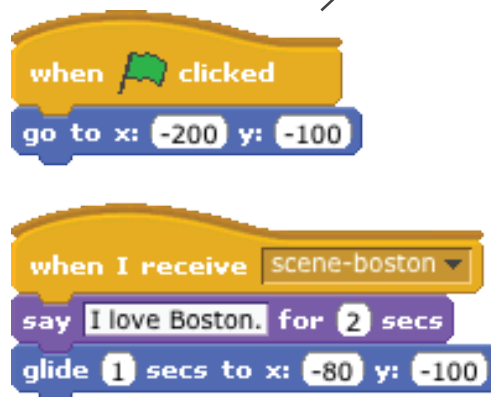 when clicked
go to x: -200 y: -100
when I receive scene-boston
say I love Boston. for 2 secs
glide 1 secs to x: -80 y: -100